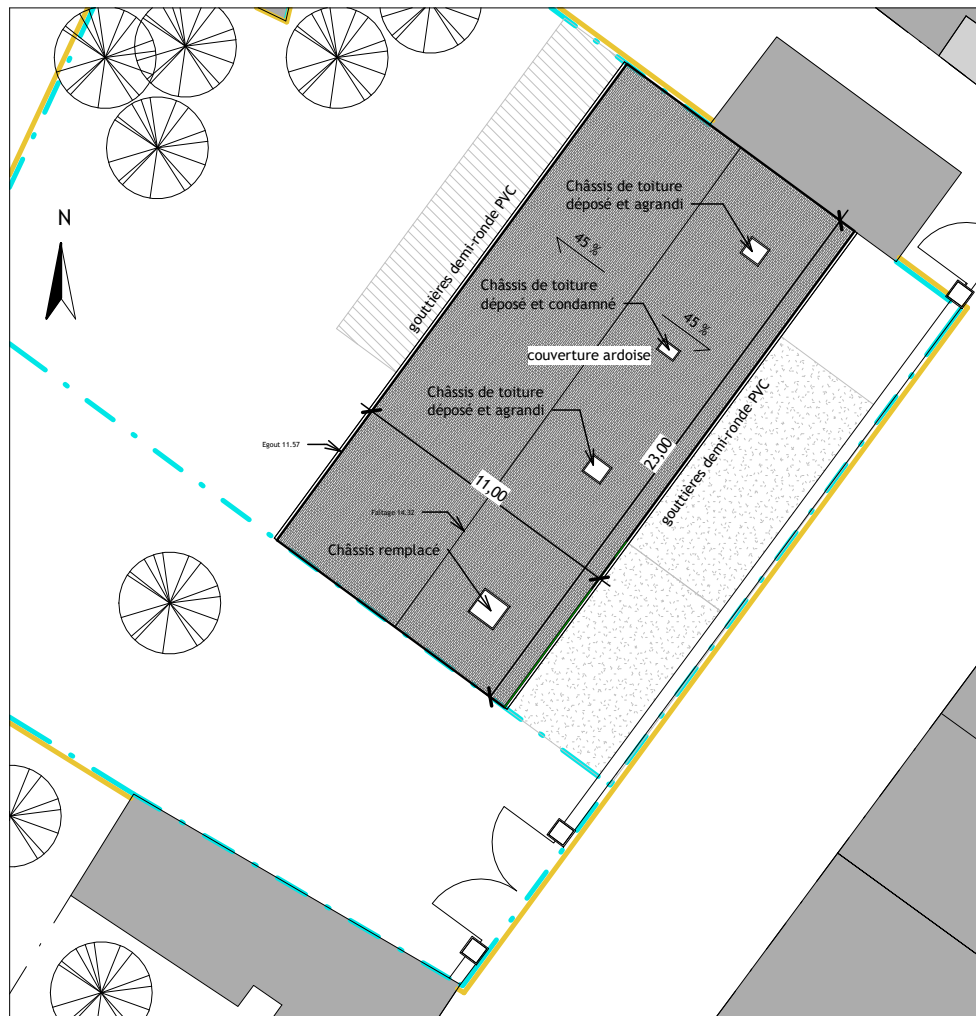 N
gouttières demi-ronde PVC
Châssis de toiture
déposé et agrandi
45 %
Châssis de toiture
déposé et condamné
45 %
couverture ardoise
Châssis de toiture
déposé et agrandi
gouttières demi-ronde PVC
Egout 11.57
23,00
11,00
Faîtage 14.32
Châssis remplacé